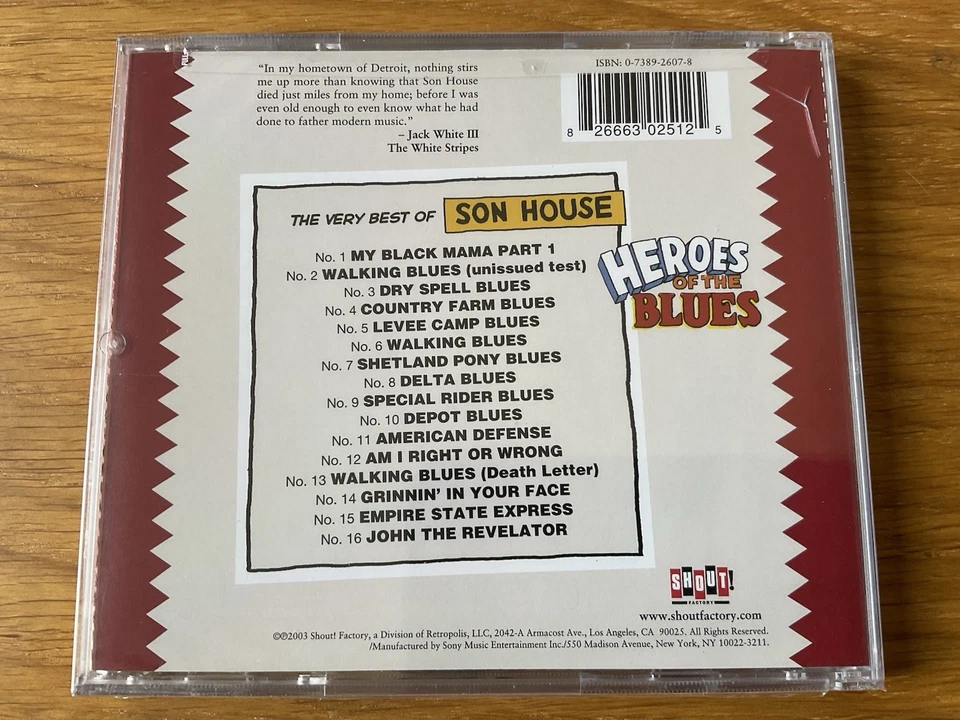 “In my hometown of Detroit, nothing stirs
me up more than knowing that Son House
died just miles from my home; before I was
even old enough to even know what he had
done to father modern music.”
– Jack White III
The White Stripes
ISBN: 0-7389-2607-8
8 26663 02512 5
THE VERY BEST OF SON HOUSE
No. 1 MY BLACK MAMA PART 1
No. 2 WALKING BLUES (unissued test)
No. 3 DRY SPELL BLUES
No. 4 COUNTRY FARM BLUES
No. 5 LEVEE CAMP BLUES
No. 6 WALKING BLUES
No. 7 SHETLAND PONY BLUES
No. 8 DELTA BLUES
No. 9 SPECIAL RIDER BLUES
No. 10 DEPOT BLUES
No. 11 AMERICAN DEFENSE
No. 12 AM I RIGHT OR WRONG
No. 13 WALKING BLUES (Death Letter)
No. 14 GRINNIN’ IN YOUR FACE
No. 15 EMPIRE STATE EXPRESS
No. 16 JOHN THE REVELATOR
HEROES
OF THE
BLUES
SHOUT!
FACTORY
www.shoutfactory.com
©℗2003 Shout! Factory, a Division of Retropolis, LLC, 2042-A Armacost Ave., Los Angeles, CA 90025. All Rights Reserved.
/Manufactured by Sony Music Entertainment Inc./550 Madison Avenue, New York, NY 10022-3211.